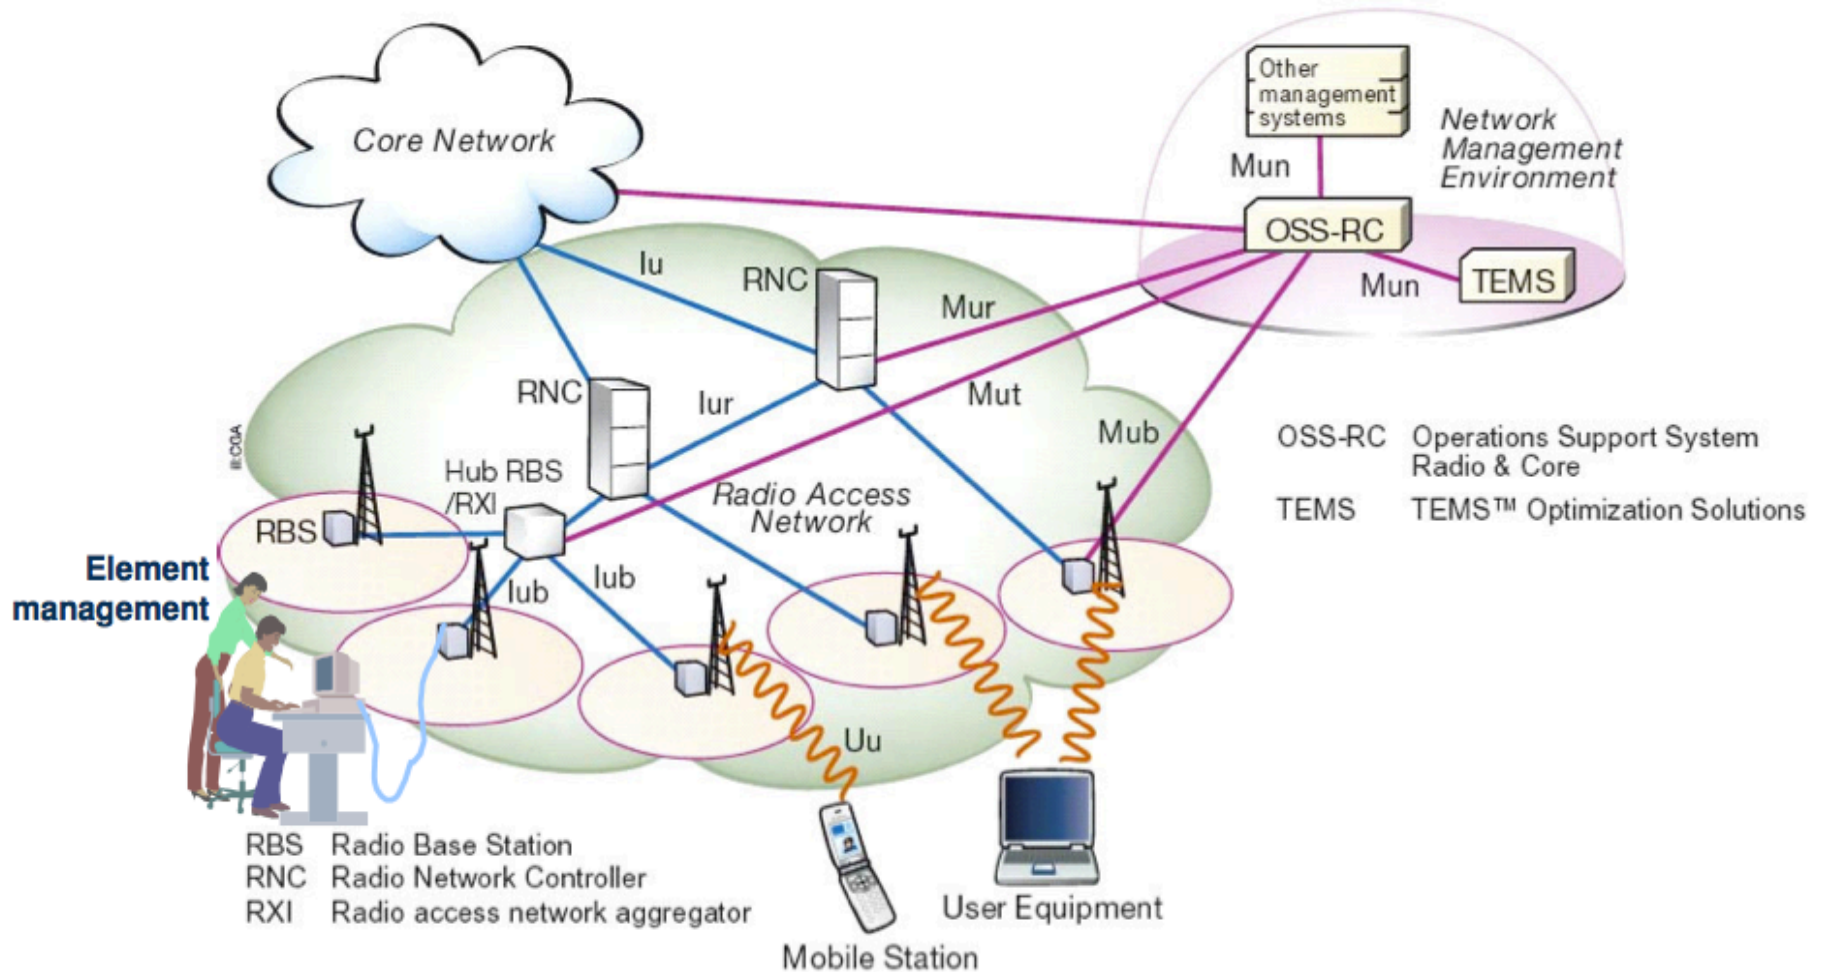 Other
management
systems
Network
Management
Environment
Core Network
Mun
OSS-RC
Iu
RNC
Mun
TEMS
Mur
RNC
Iur
Mut
Mub
OSS-RC Operations Support System
Radio & Core
TEMS TEMS™ Optimization Solutions
ill:CGA
Hub RBS
/RXI
Radio Access
Network
RBS
Element
management
Iub
Iub
Uu
RBS Radio Base Station
RNC Radio Network Controller
RXI Radio access network aggregator
User Equipment
Mobile Station